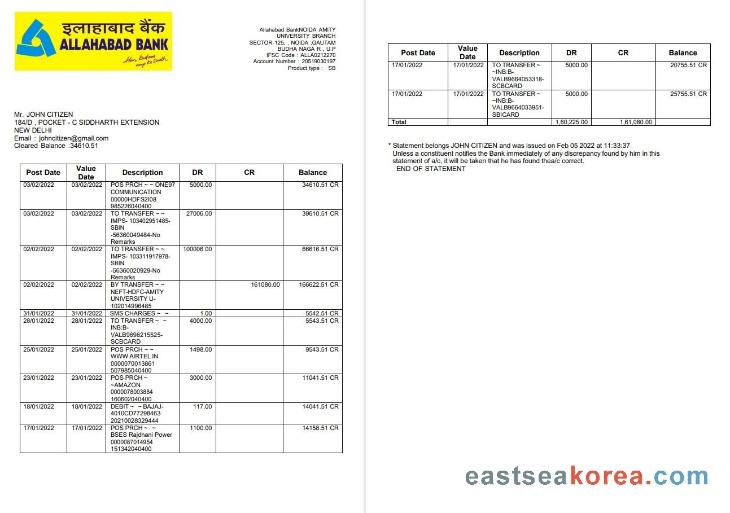 इलाहाबाद बैंक
ALLAHABAD BANK
Allahabad BankNOIDA AMITY
UNIVERSITY BRANCH
SECTOR 125, , NOIDA ,GAUTAM
BUDHA NAGA R , U.P
IFSC Code : ALLA0212270
Account Number : 20519030197
Product type : SB
Mr. JOHN CITIZEN
184/D , POCKET - C SIDDHARTH EXTENSION
NEW DELHI
Email : johncitizen@gmail.com
Cleared Balance :34610.51
Post Date Value Date Description DR CR Balance
03/02/2022 03/02/2022 POS PRCH ~ ~ ONE97 5000.00 34610.51 CR
COMMUNICATION
00000HDFS2I08
985226040400
03/02/2022 03/02/2022 TO TRANSFER ~ ~ 27006.00 39610.51 CR
IMPS- 103402951485-
SBIN
-56360049484-No
Remarks
02/02/2022 02/02/2022 TO TRANSFER ~ ~ 100006.00 66616.51 CR
IMPS- 103311917978-
SBIN
-56360020929-No
Remarks
02/02/2022 02/02/2022 BY TRANSFER ~ ~ 161080.00 166622.51 CR
NEFT-HDFC-AMITY
UNIVERSITY U-
102014996485
31/01/2022 31/01/2022 SMS CHARGES ~ ~ 1.00 5542.51 CR
28/01/2022 28/01/2022 TO TRANSFER ~ ~ 4000.00 5543.51 CR
INB:B-
VALB9696215525-
SCBCARD
25/01/2022 25/01/2022 POS PRCH ~ ~ 1498.00 9543.51 CR
WWW AIRTEL IN
0000070013861
507985040400
23/01/2022 23/01/2022 POS PRCH ~ 3000.00 11041.51 CR
~AMAZON
0000078003884
160602040400
18/01/2022 18/01/2022 DEBIT ~ ~ BAJAJ- 117.00 14041.51 CR
4010CD77298463
20210028329444
17/01/2022 17/01/2022 POS PRCH ~ ~ 1100.00 14158.51 CR
BSES Rajdhani Power
0000087014954
151342040400
Post Date Value Date Description DR CR Balance
17/01/2022 17/01/2022 TO TRANSFER ~ 5000.00 20755.51 CR
~INB:B-
VALB9664053318-
SCBCARD
17/01/2022 17/01/2022 TO TRANSFER ~ 5000.00 25755.51 CR
~INB:B-
VALB9664033951-
SBICARD
Total 1,60,225.00 1,61,080.00
* Statement belongs JOHN CITIZEN and was issued on Feb 05 2022 at 11:33:37
Unless a constituent notifies the Bank immediately of any discrepancy found by him in this
statement of a/c, it will be taken that he has found thea/c correct.
END OF STATEMENT
eastseakorea.com